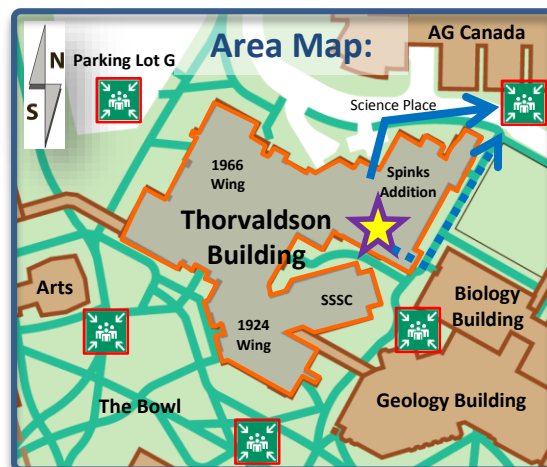 Area Map:
AG Canada
N
S
Parking Lot G
Science Place
1966
Wing
Spinks
Addition
Thorvaldson
Building
Arts
SSSC
Biology
Building
1924
Wing
The Bowl
Geology Building